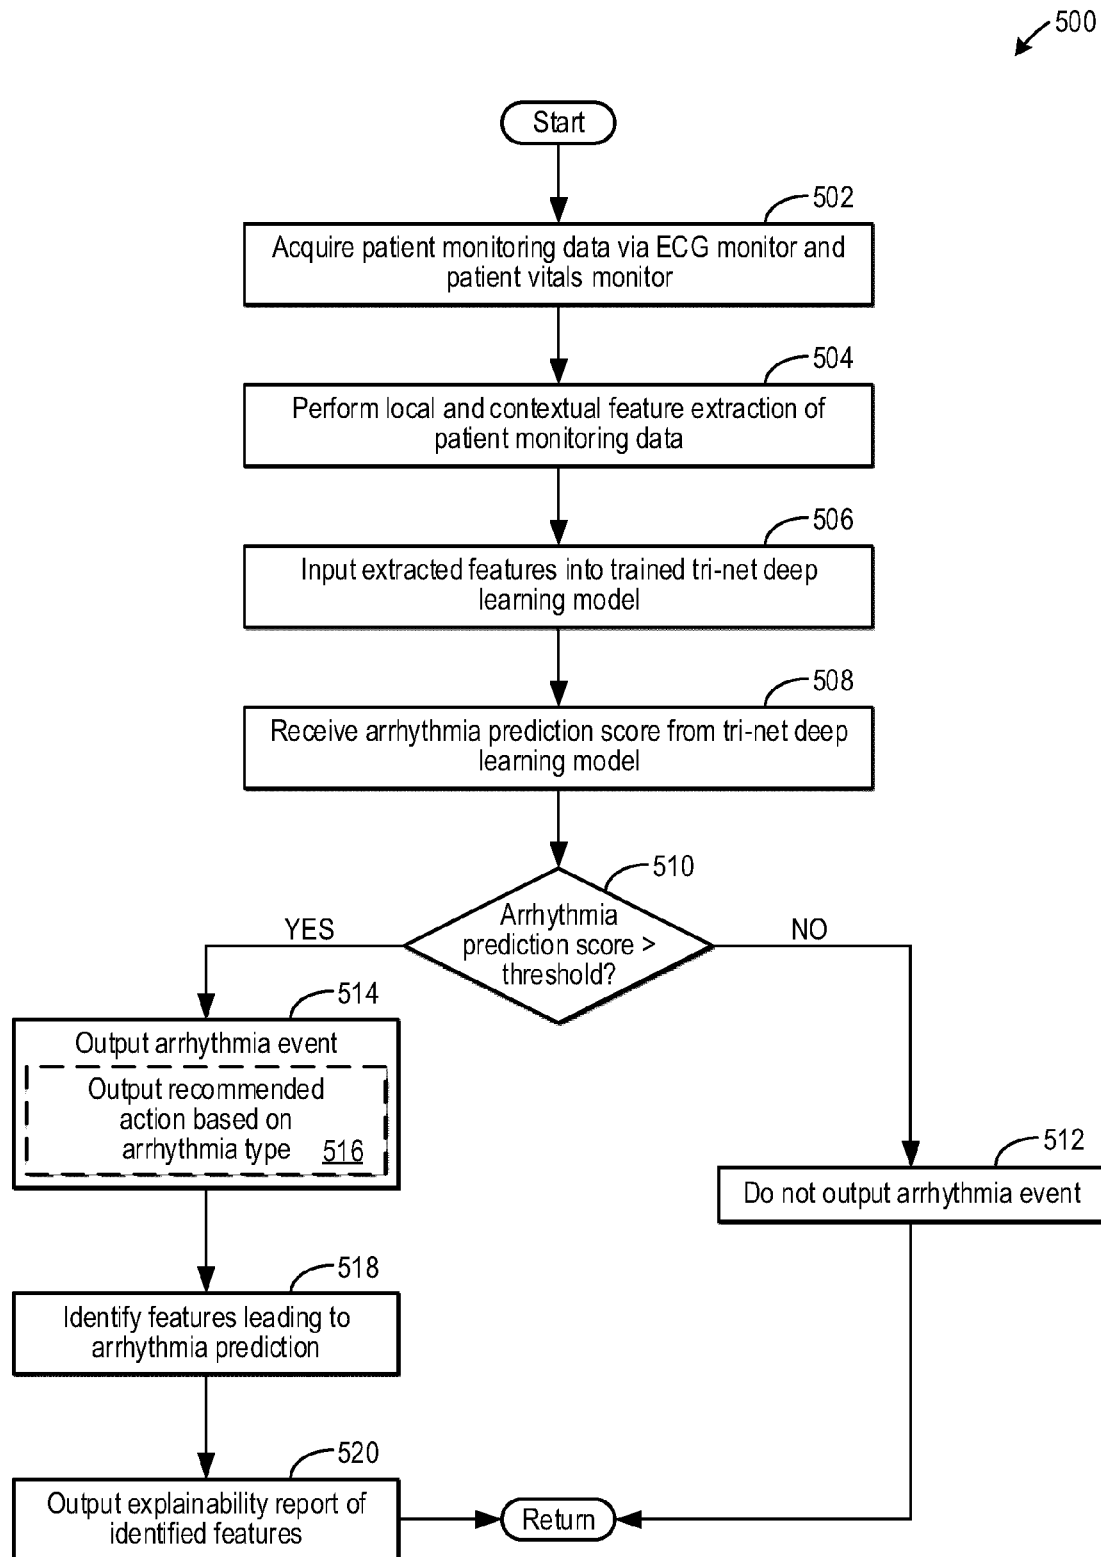 500
Start
502
Acquire patient monitoring data via ECG monitor and
patient vitals monitor
504
Perform local and contextual feature extraction of
patient monitoring data
506
Input extracted features into trained tri-net deep
learning model
508
Receive arrhythmia prediction score from tri-net deep
learning model
510
Arrhythmia
prediction score >
threshold?
YES
NO
514
Output arrhythmia event
Output recommended
action based on
arrhythmia type
516
512
Do not output arrhythmia event
518
Identify features leading to
arrhythmia prediction
520
Output explainability report of
identified features
Return